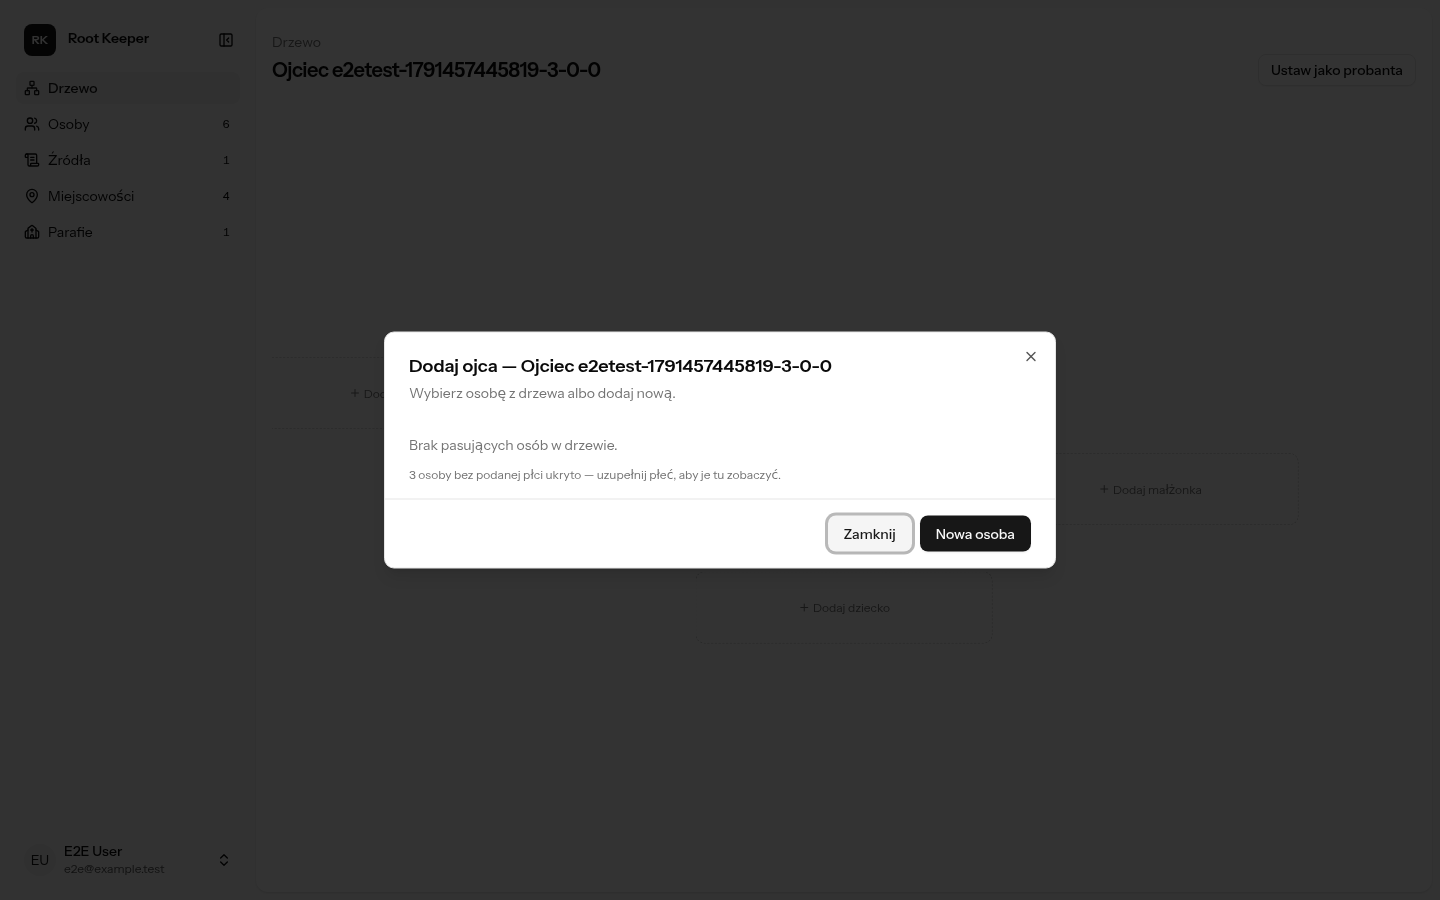 RK
Root Keeper
Drzewo
Osoby 6
Źródła 1
Miejscowości 4
Parafie 1
Drzewo
Ojciec e2etest-1791457445819-3-0-0
Ustaw jako probanta
Dodaj ojca — Ojciec e2etest-1791457445819-3-0-0
Wybierz osobę z drzewa albo dodaj nową.
Brak pasujących osób w drzewie.
3 osoby bez podanej płci ukryto — uzupełnij płeć, aby je tu zobaczyć.
Zamknij
Nowa osoba
+ Dodaj małżonka
+ Dodaj dziecko
EU
E2E User
e2e@example.test